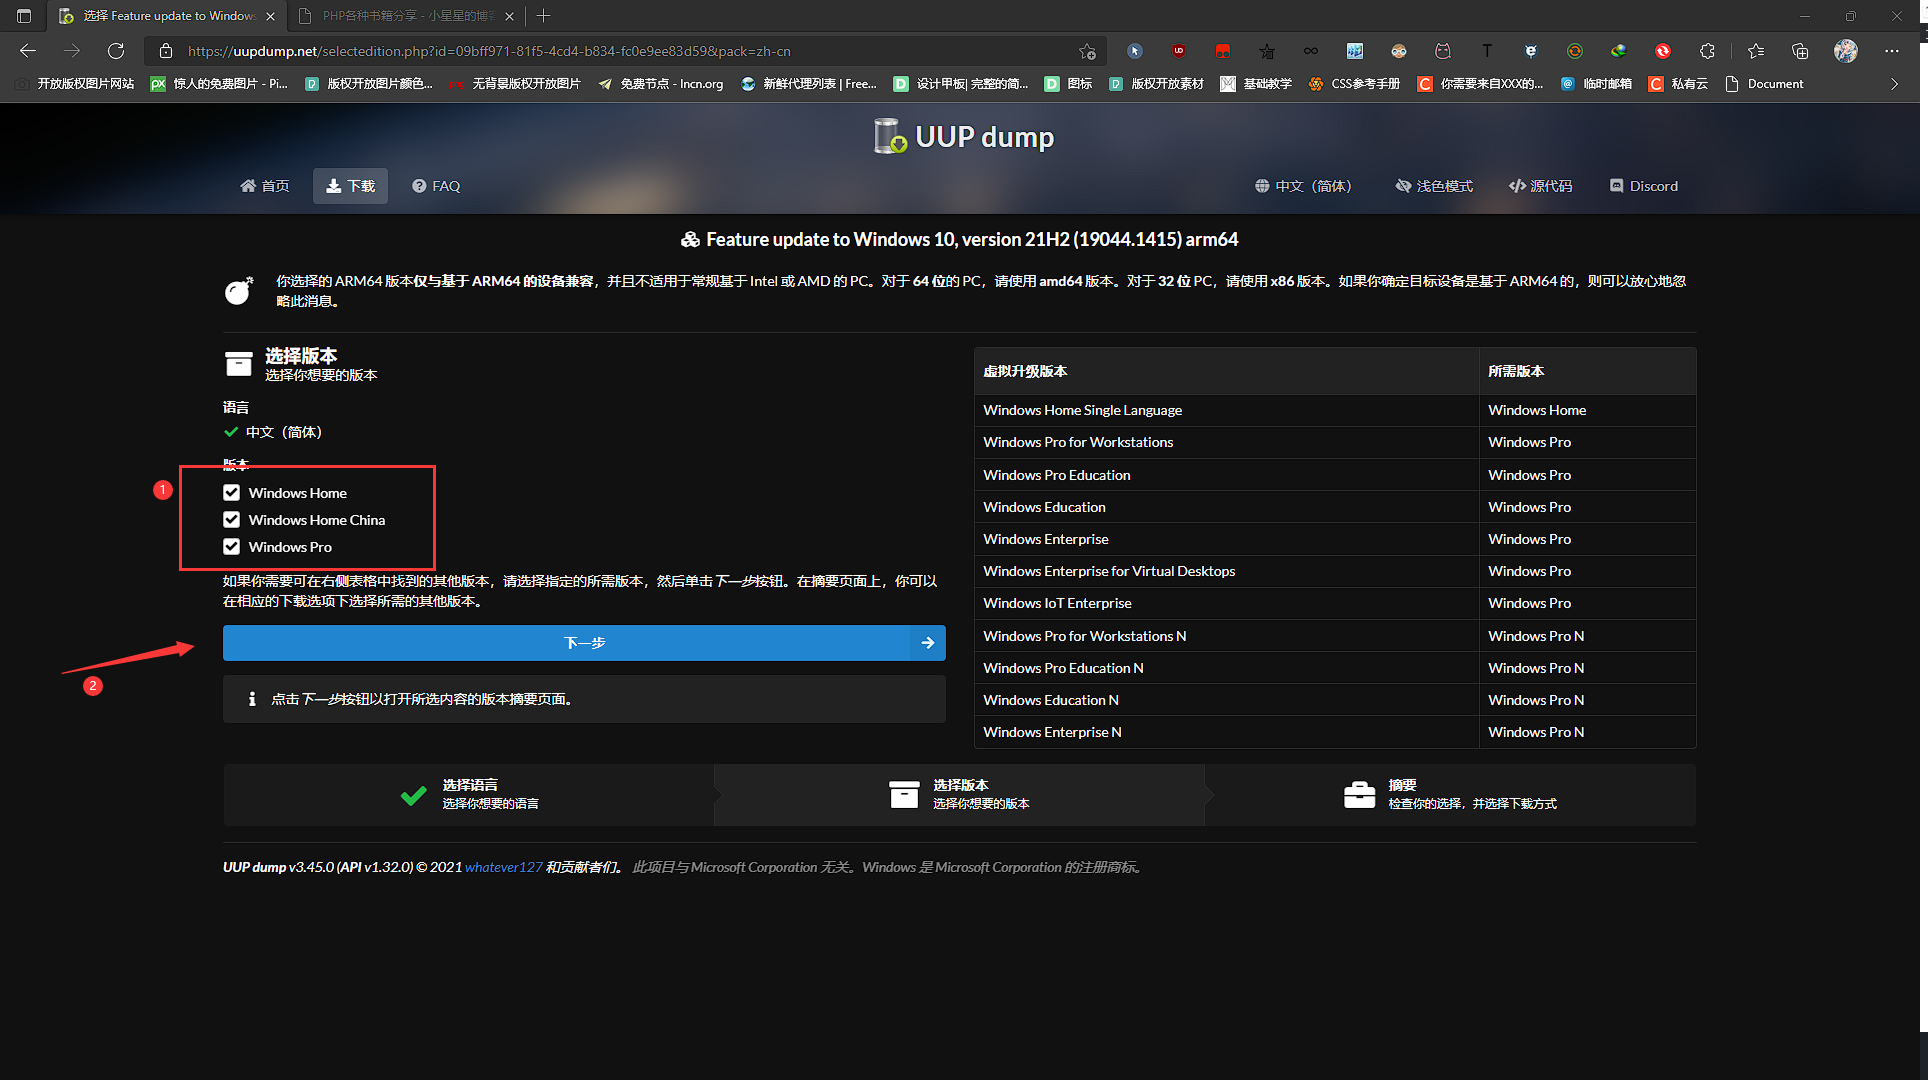 选择 Feature update to Windows
PHP各种书籍分享 - 小星星的博客
https://uupdump.net/selectedition.php?id=09bff971-81f5-4cd4-b834-fc0e9ee83d59&pack=zh-cn
开放版权图片网站
惊人的免费图片 - Pi...
版权开放图片|颜色...
无背景版权开放图片
免费节点 - lncn.org
新鲜代理列表 | Free...
设计甲板| 完整的简...
图标
版权开放素材
基础教学
CSS参考手册
你需要来自XXX的...
临时邮箱
私有云
Document
UUP dump
首页
下载
FAQ
中文（简体）
浅色模式
源代码
Discord
Feature update to Windows 10, version 21H2 (19044.1415) arm64
你选择的 ARM64 版本仅与基于 ARM64 的设备兼容，并且不适用于常规基于 Intel 或 AMD 的 PC。对于 64 位的 PC，请使用 amd64 版本。对于 32 位 PC，请使用 x86 版本。如果你确定目标设备是基于 ARM64 的，则可以放心地忽
略此消息。
选择版本
选择你想要的版本
语言
中文（简体）
版本
1
Windows Home
Windows Home China
Windows Pro
如果你需要可在右侧表格中找到的其他版本，请选择指定的所需版本，然后单击下一步按钮。在摘要页面上，你可以
在相应的下载选项下选择所需的其他版本。
下一步
2
点击下一步按钮以打开所选内容的版本摘要页面。
虚拟升级版本 所需版本
Windows Home Single Language Windows Home
Windows Pro for Workstations Windows Pro
Windows Pro Education Windows Pro
Windows Education Windows Pro
Windows Enterprise Windows Pro
Windows Enterprise for Virtual Desktops Windows Pro
Windows IoT Enterprise Windows Pro
Windows Pro for Workstations N Windows Pro N
Windows Pro Education N Windows Pro N
Windows Education N Windows Pro N
Windows Enterprise N Windows Pro N
选择语言
选择你想要的语言
选择版本
选择你想要的版本
摘要
检查你的选择，并选择下载方式
UUP dump v3.45.0 (API v1.32.0) © 2021 whatever127 和贡献者们。 此项目与 Microsoft Corporation 无关。Windows 是 Microsoft Corporation 的注册商标。